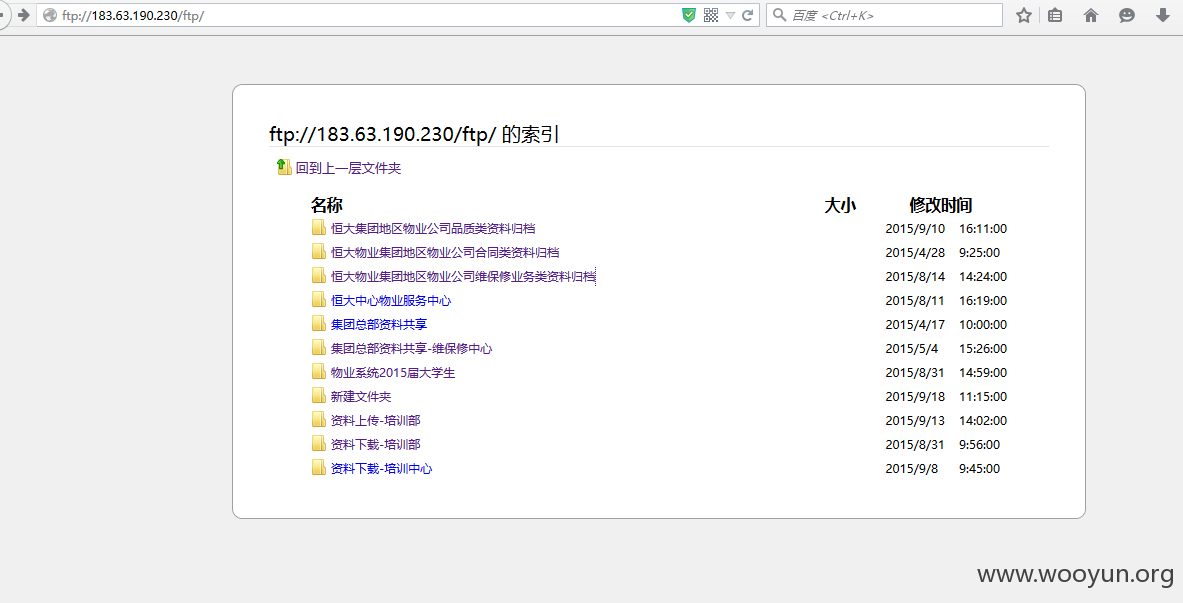 ftp://183.63.190.230/ftp/
百度 <Ctrl+K>
ftp://183.63.190.230/ftp/ 的索引
回到上一层文件夹
名称 大小 修改时间
恒大集团地区物业公司品质类资料归档 2015/9/10 16:11:00
恒大物业集团地区物业公司合同类资料归档 2015/4/28 9:25:00
恒大物业集团地区物业公司维保修业务类资料归档 2015/8/14 14:24:00
恒大中心物业服务中心 2015/8/11 16:19:00
集团总部资料共享 2015/4/17 10:00:00
集团总部资料共享-维保修中心 2015/5/4 15:26:00
物业系统2015届大学生 2015/8/31 14:59:00
新建文件夹 2015/9/18 11:15:00
资料上传-培训部 2015/9/13 14:02:00
资料下载-培训部 2015/8/31 9:56:00
资料下载-培训中心 2015/9/8 9:45:00
www.wooyun.org